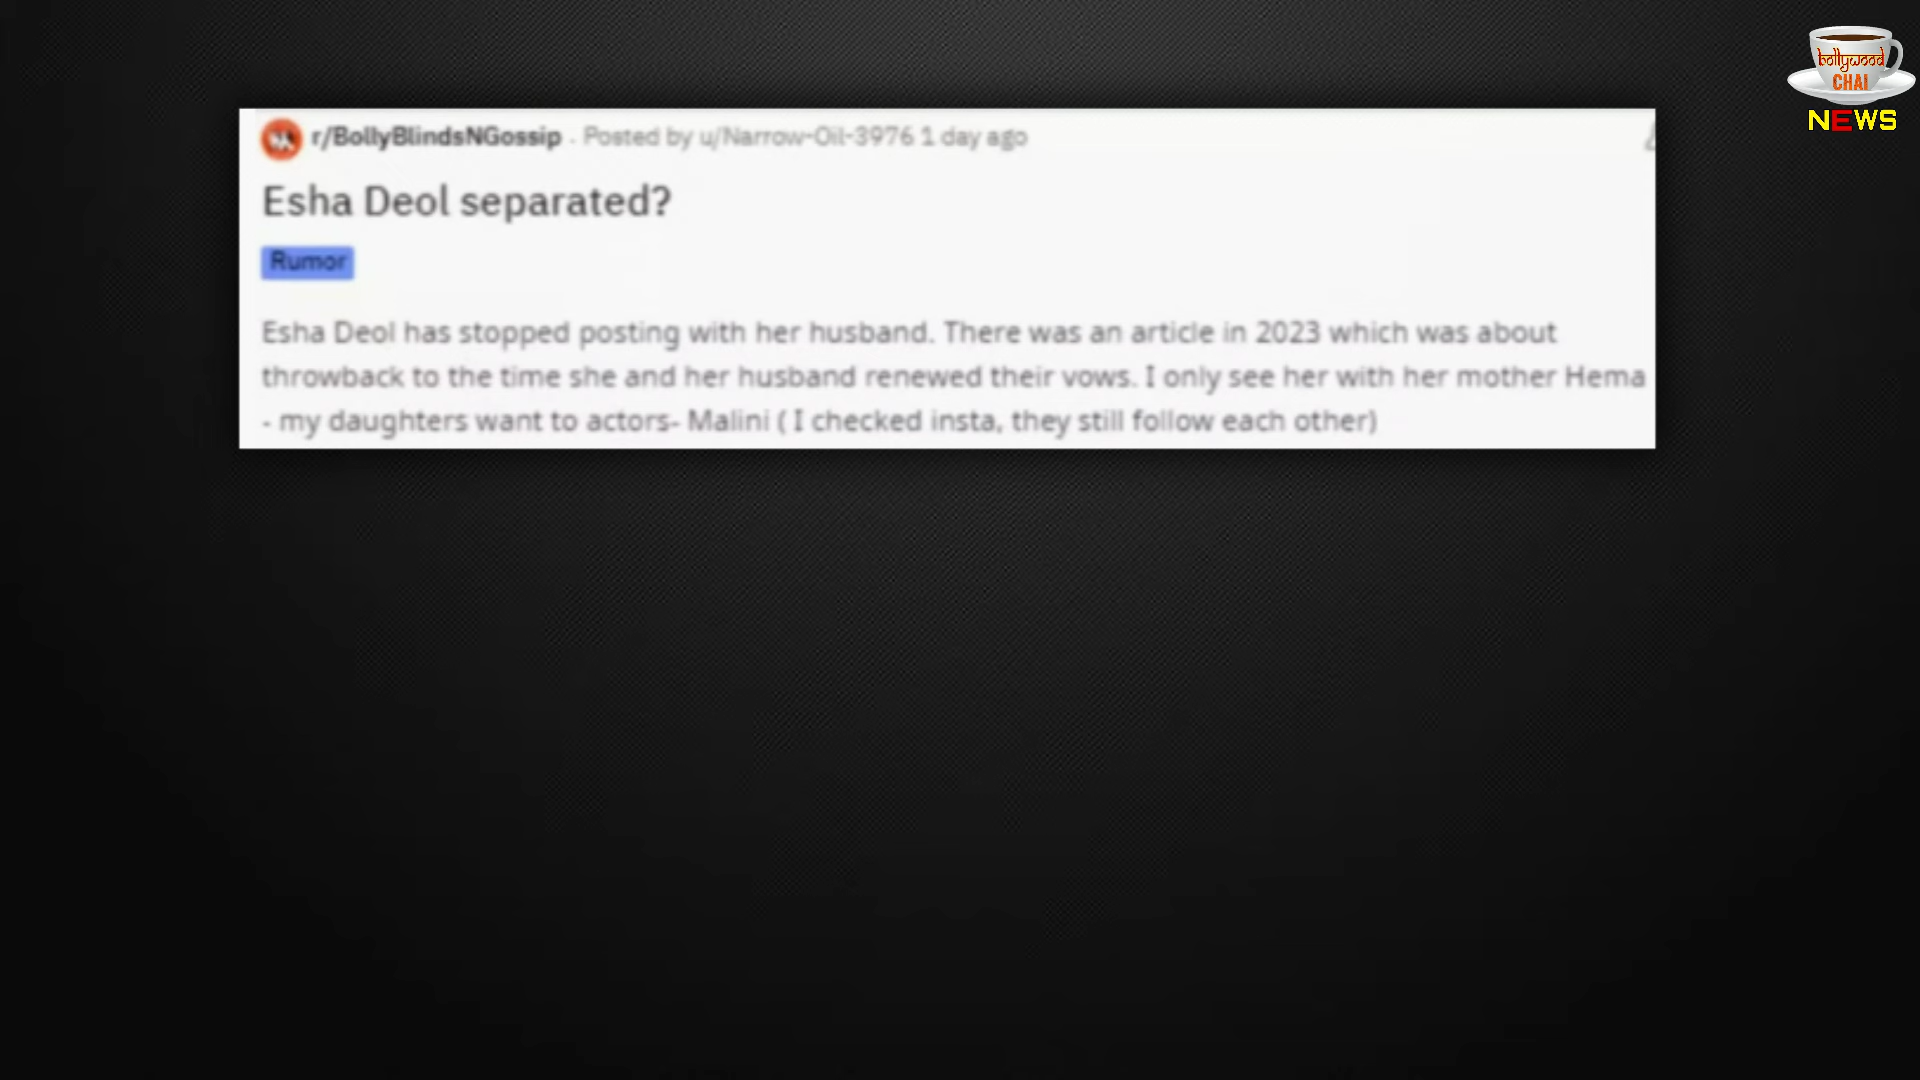 bollywood
CHAI
NEWS
r/BollyBlindsNGossip . Posted by u/Narrow-Oil-3976 1 day ago
Esha Deol separated?
Rumor
Esha Deol has stopped posting with her husband. There was an article in 2023 which was about
throwback to the time she and her husband renewed their vows. I only see her with her mother Hema
- my daughters want to actors- Malini ( I checked insta, they still follow each other)